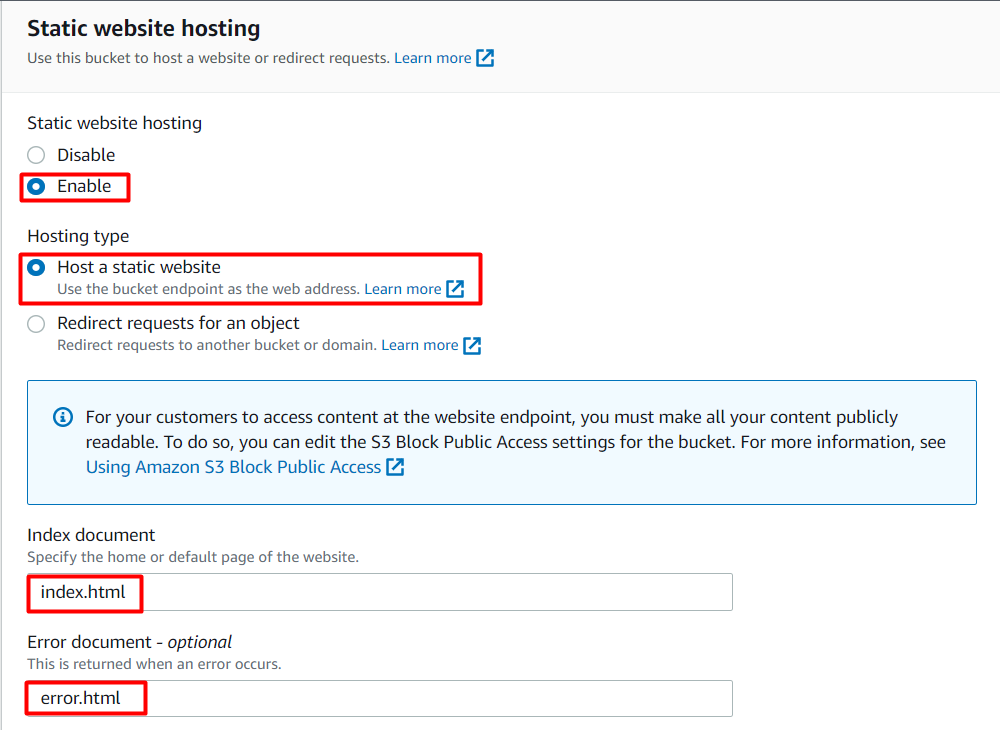 Static website hosting
Use this bucket to host a website or redirect requests. Learn more
Static website hosting
Disable
Enable
Hosting type
Host a static website
Use the bucket endpoint as the web address. Learn more
Redirect requests for an object
Redirect requests to another bucket or domain. Learn more
For your customers to access content at the website endpoint, you must make all your content publicly
readable. To do so, you can edit the S3 Block Public Access settings for the bucket. For more information, see
Using Amazon S3 Block Public Access
Index document
Specify the home or default page of the website.
index.html
Error document - optional
This is returned when an error occurs.
error.html